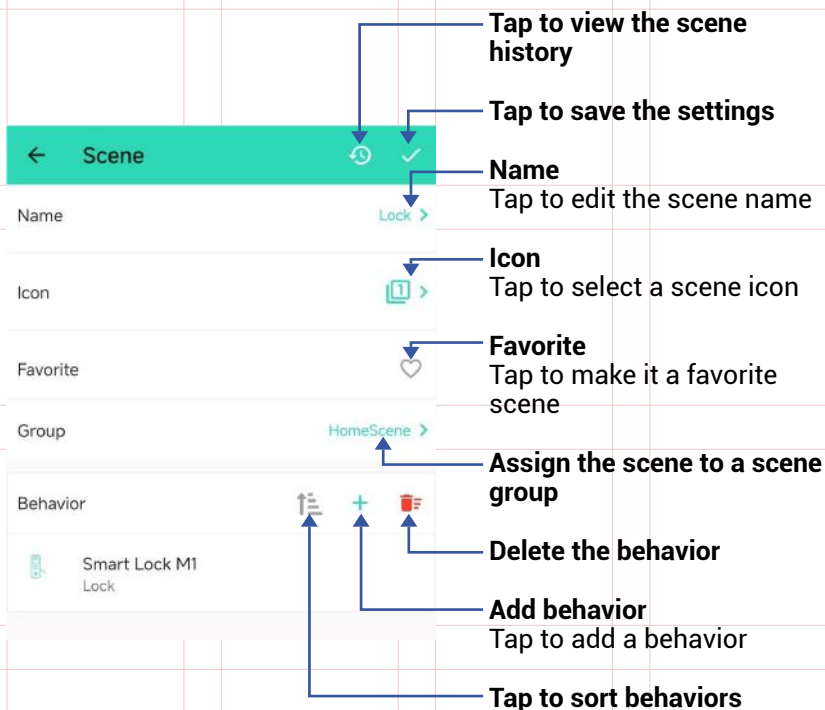 Tap to view the scene
history
Tap to save the settings
Scene
Name
Tap to edit the scene name
Name
Lock
Icon
Tap to select a scene icon
Icon
1
Favorite
Tap to make it a favorite
scene
Favorite
Group
HomeScene
Assign the scene to a scene
group
Behavior
Delete the behavior
Smart Lock M1
Lock
Add behavior
Tap to add a behavior
Tap to sort behaviors